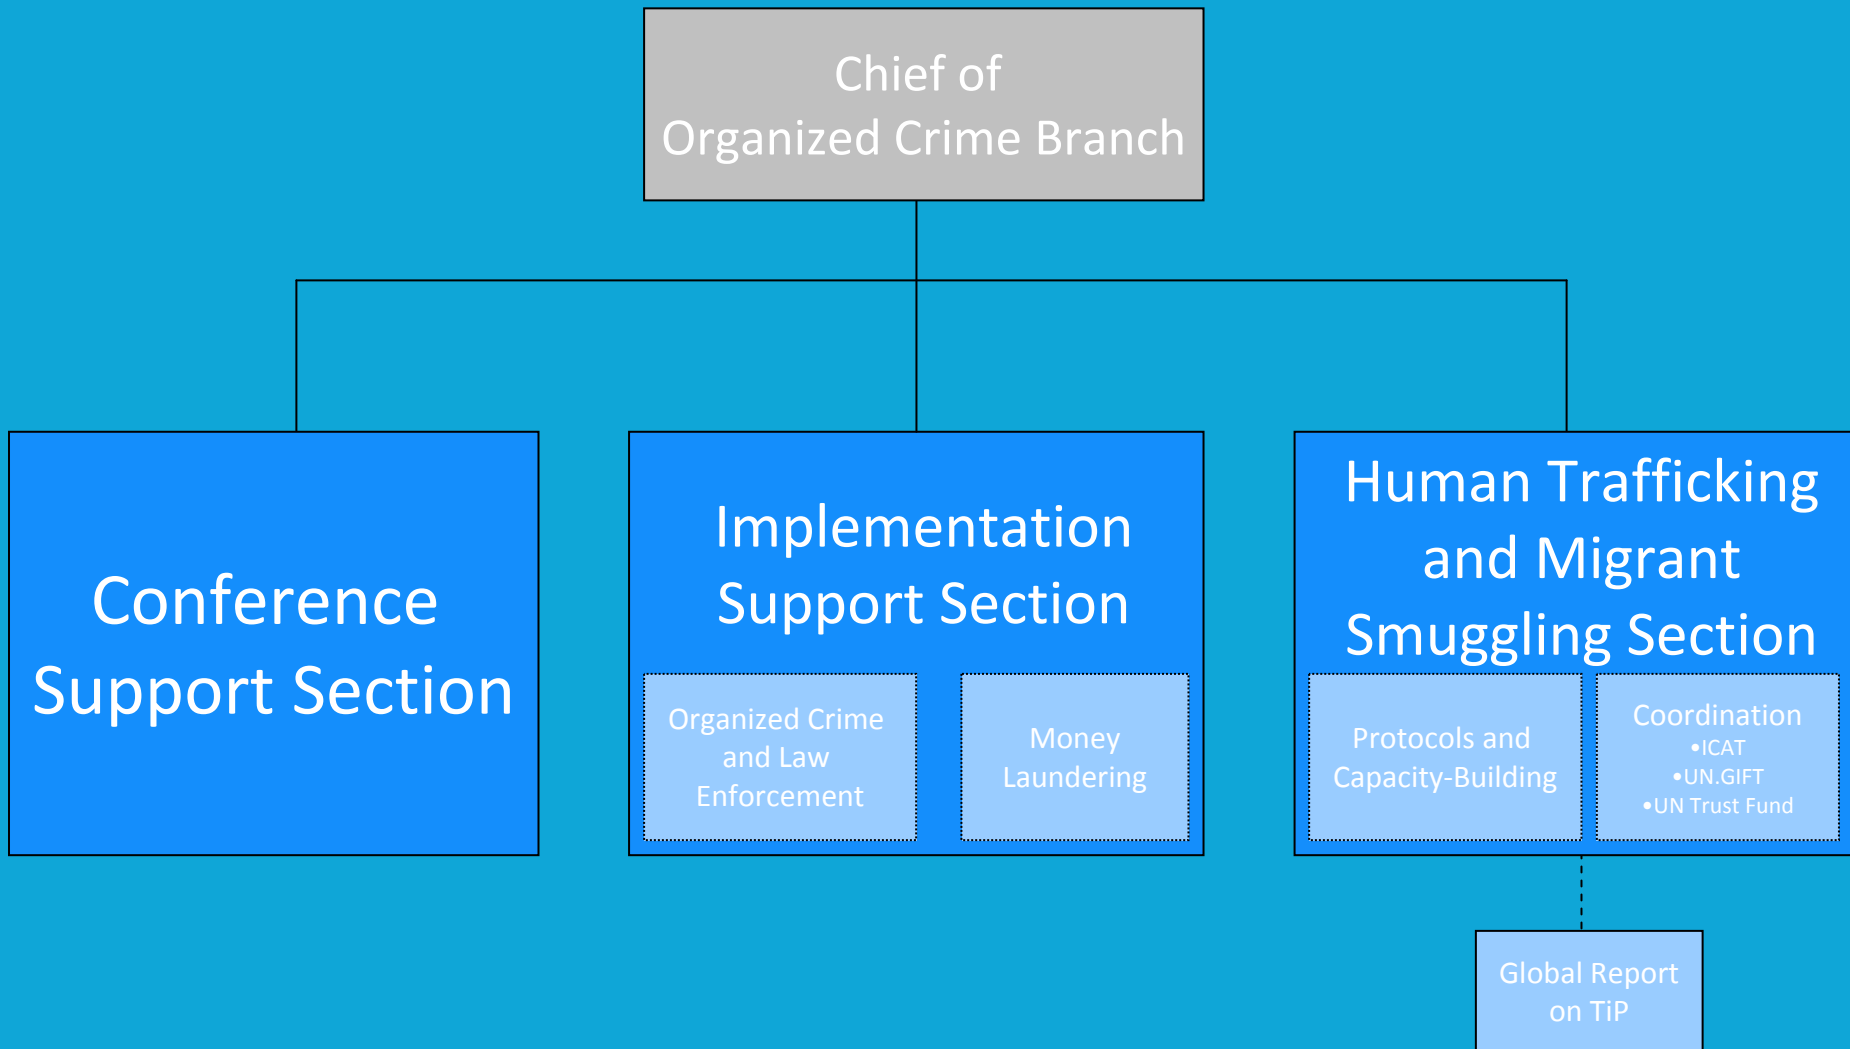 Chief of
Organized Crime Branch
Conference
Support Section
Implementation
Support Section
Organized Crime
and Law
Enforcement
Money
Laundering
Human Trafficking
and Migrant
Smuggling Section
Protocols and
Capacity-Building
Coordination
•ICAT
•UN.GIFT
•UN Trust Fund
Global Report
on TiP